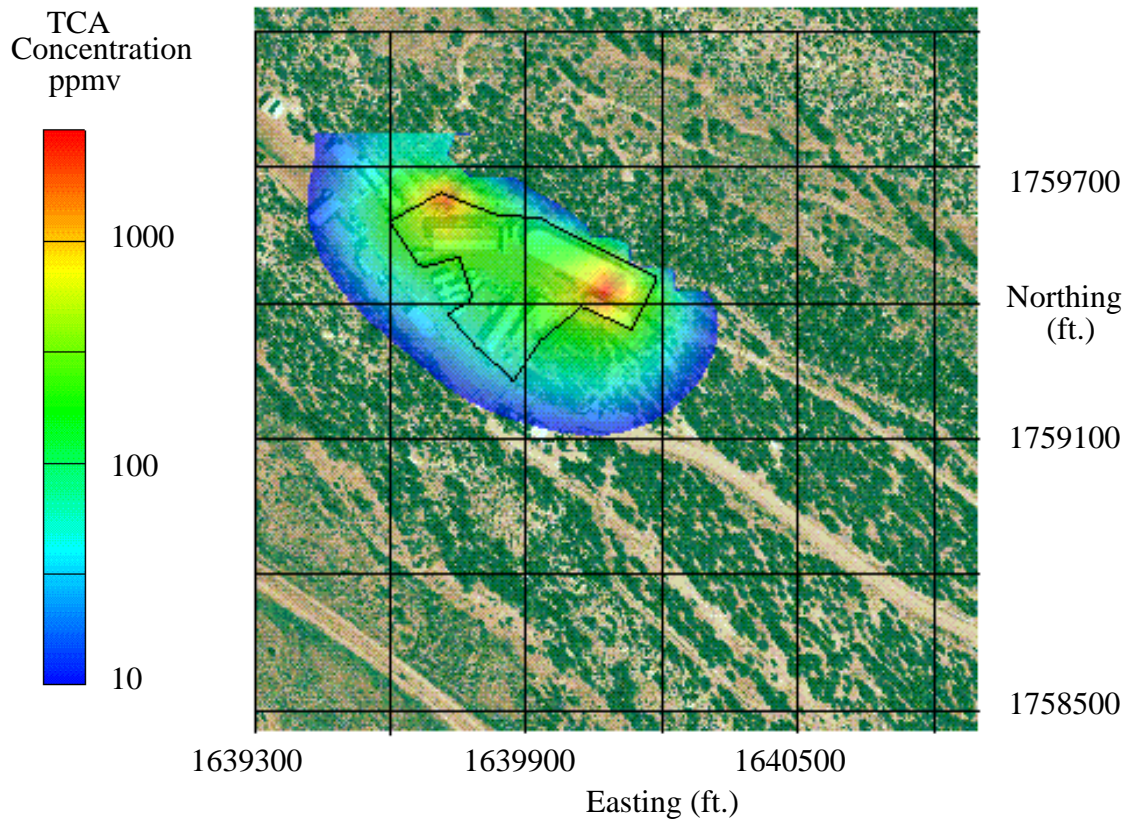 TCA
Concentration
ppmv
1000
100
10
1759700
Northing
(ft.)
1759100
1758500
1639300 1639900 1640500
Easting (ft.)